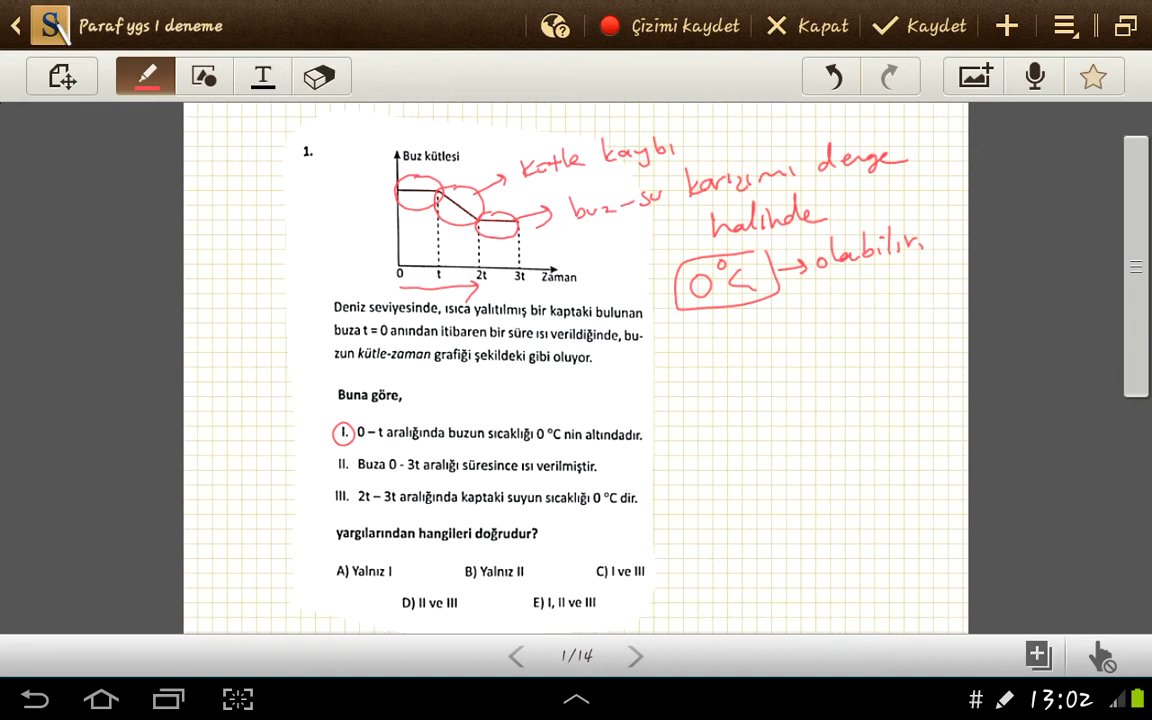 Paraf ygs 1 deneme
Çizimi kaydet
Kapat
Kaydet
1.
Buz kütlesi
0 t 2t 3t Zaman
kütle kaybı
buz-su karışımı denge
halinde
0°C → olabilir.
Deniz seviyesinde, ısıca yalıtılmış bir kaptaki bulunan
buza t = 0 anından itibaren bir süre ısı verildiğinde, bu-
zun kütle-zaman grafiği şekildeki gibi oluyor.
Buna göre,
I. 0 – t aralığında buzun sıcaklığı 0 °C nin altındadır.
II. Buza 0 - 3t aralığı süresince ısı verilmiştir.
III. 2t – 3t aralığında kaptaki suyun sıcaklığı 0 °C dir.
yargılarından hangileri doğrudur?
A) Yalnız I B) Yalnız II C) I ve III
D) II ve III E) I, II ve III
1/14
# 13:02